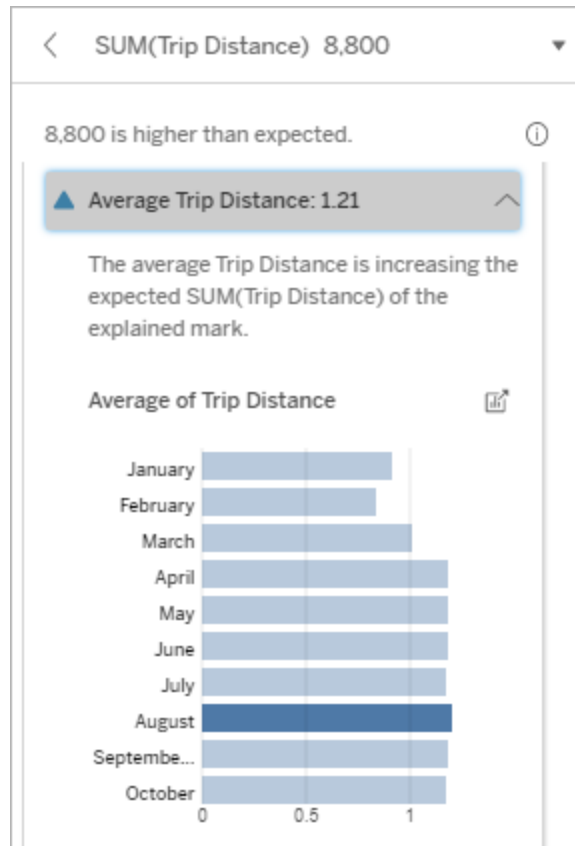 SUM(Trip Distance) 8,800
8,800 is higher than expected.
Average Trip Distance: 1.21
The average Trip Distance is increasing the
expected SUM(Trip Distance) of the
explained mark.
Average of Trip Distance
January
February
March
April
May
June
July
August
Septembe...
October
0 0.5 1